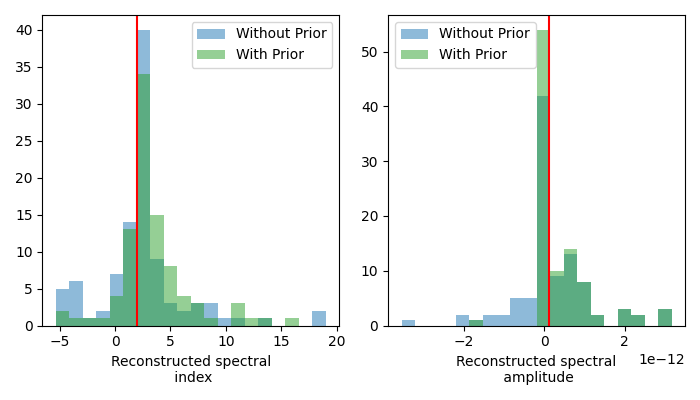 40
35
30
25
20
15
10
5
0
−5
0
5
10
15
20
Without Prior
With Prior
Reconstructed spectral
index
50
40
30
20
10
0
−2
0
2
1e−12
Without Prior
With Prior
Reconstructed spectral
amplitude